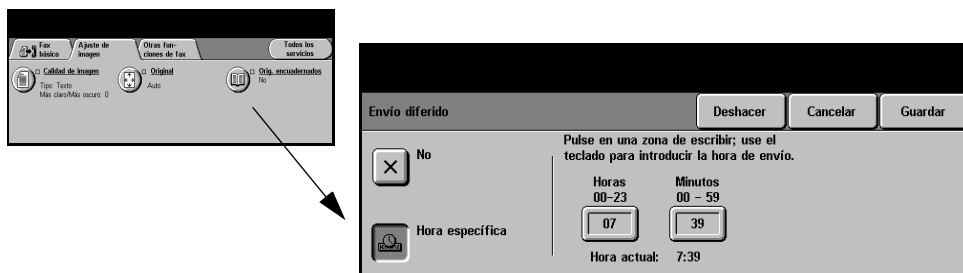 Fax básico
Ajuste de imagen
Otras fun-
ciones de fax
Todos los servicios
Calidad de imagen
Tipo: Texto
Más claro/Más oscuro: 0
Original
Auto
Orig. encuadernados
No
Envío diferido
Deshacer
Cancelar
Guardar
No
Hora específica
Pulse en una zona de escribir; use el
teclado para introducir la hora de envío.
Horas
00-23
07
Minutos
00 - 59
39
Hora actual: 7:39